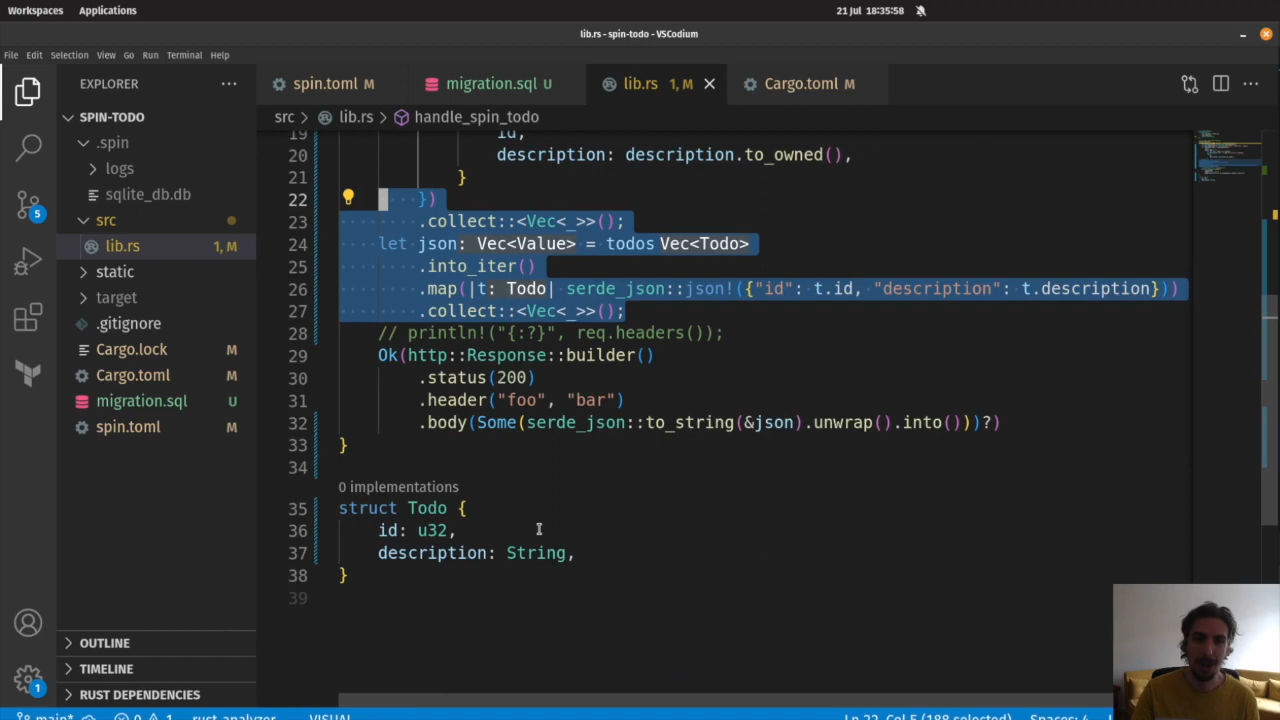 Workspaces Applications 21 Jul 18:35:58
lib.rs - spin-todo - VSCodium
File Edit Selection View Go Run Terminal Help
EXPLORER ··· spin.toml M migration.sql U lib.rs 1, M Cargo.toml M ···
SPIN-TODO src > lib.rs > handle_spin_todo
.spin
logs
sqlite_db.db
src
lib.rs 1, M
static
target
.gitignore
Cargo.lock M
Cargo.toml M
migration.sql U
spin.toml M
19 id,
20 description: description.to_owned(),
21 }
22 })
23 .collect::<Vec<_>>();
24 let json: Vec<Value> = todos Vec<Todo>
25 .into_iter()
26 .map(|t: Todo| serde_json::json!({"id": t.id, "description": t.description}))
27 .collect::<Vec<_>>();
28 // println!("{:?}", req.headers());
29 Ok(http::Response::builder()
30 .status(200)
31 .header("foo", "bar")
32 .body(Some(serde_json::to_string(&json).unwrap().into()))?)
33 }
34
0 implementations
35 struct Todo {
36 id: u32,
37 description: String,
38 }
39
5
1
OUTLINE
TIMELINE
RUST DEPENDENCIES
main* 0 1 rust-analyzer VISUAL Ln 22, Col 5 (188 selected) Spaces: 4